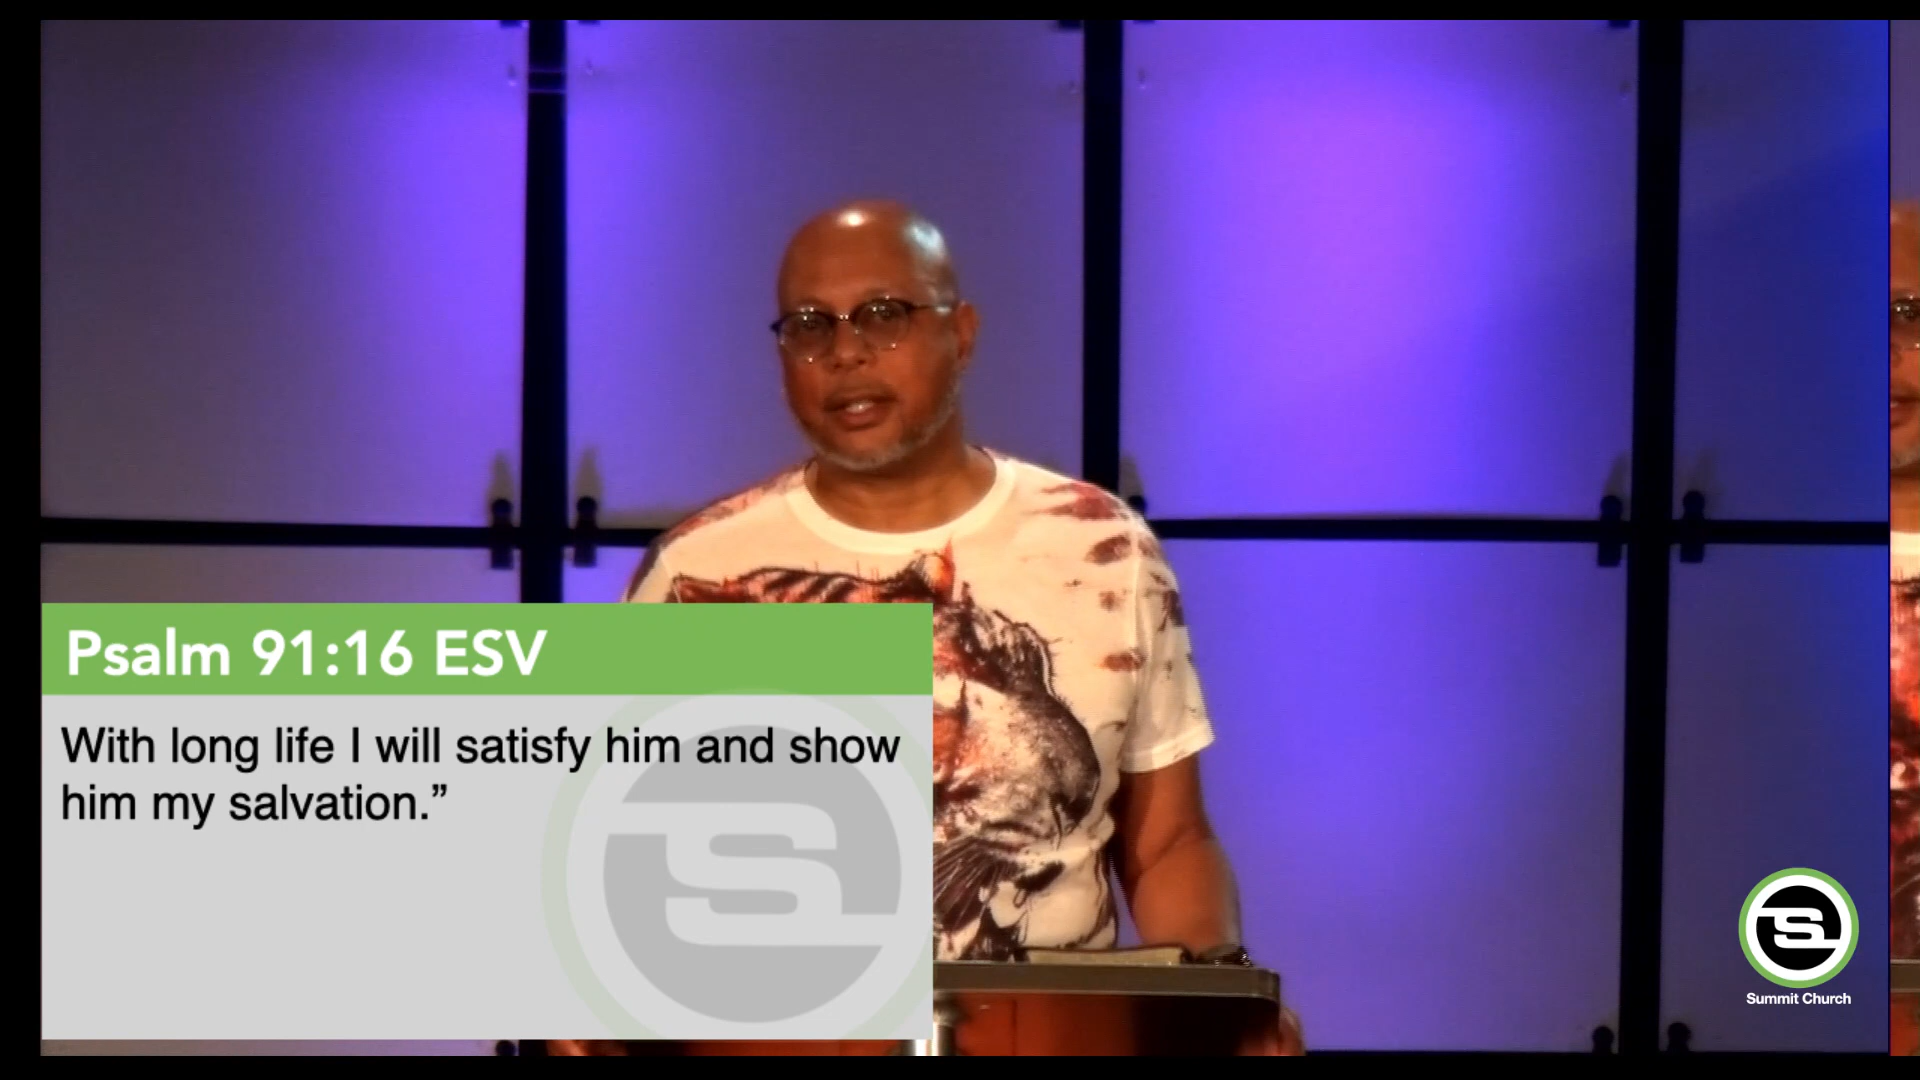 Psalm 91:16 ESV
With long life I will satisfy him and show
him my salvation.”
S
S
Summit Church